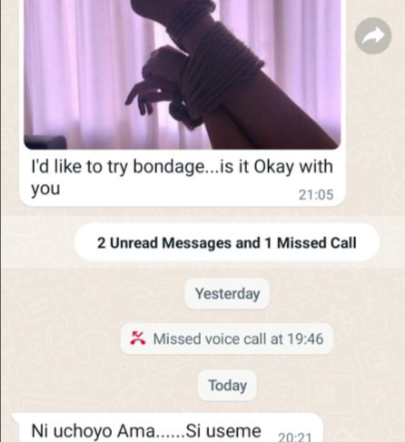 I'd like to try bondage...is it Okay with
you
21:05
2 Unread Messages and 1 Missed Call
Yesterday
Missed voice call at 19:46
Today
Ni uchoyo Ama......Si useme
20:21